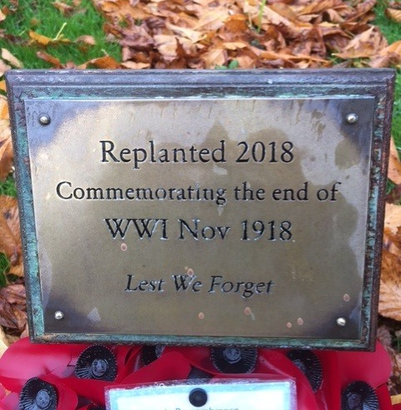 Replanted 2018
Commemorating the end of
WWI Nov 1918
Lest We Forget